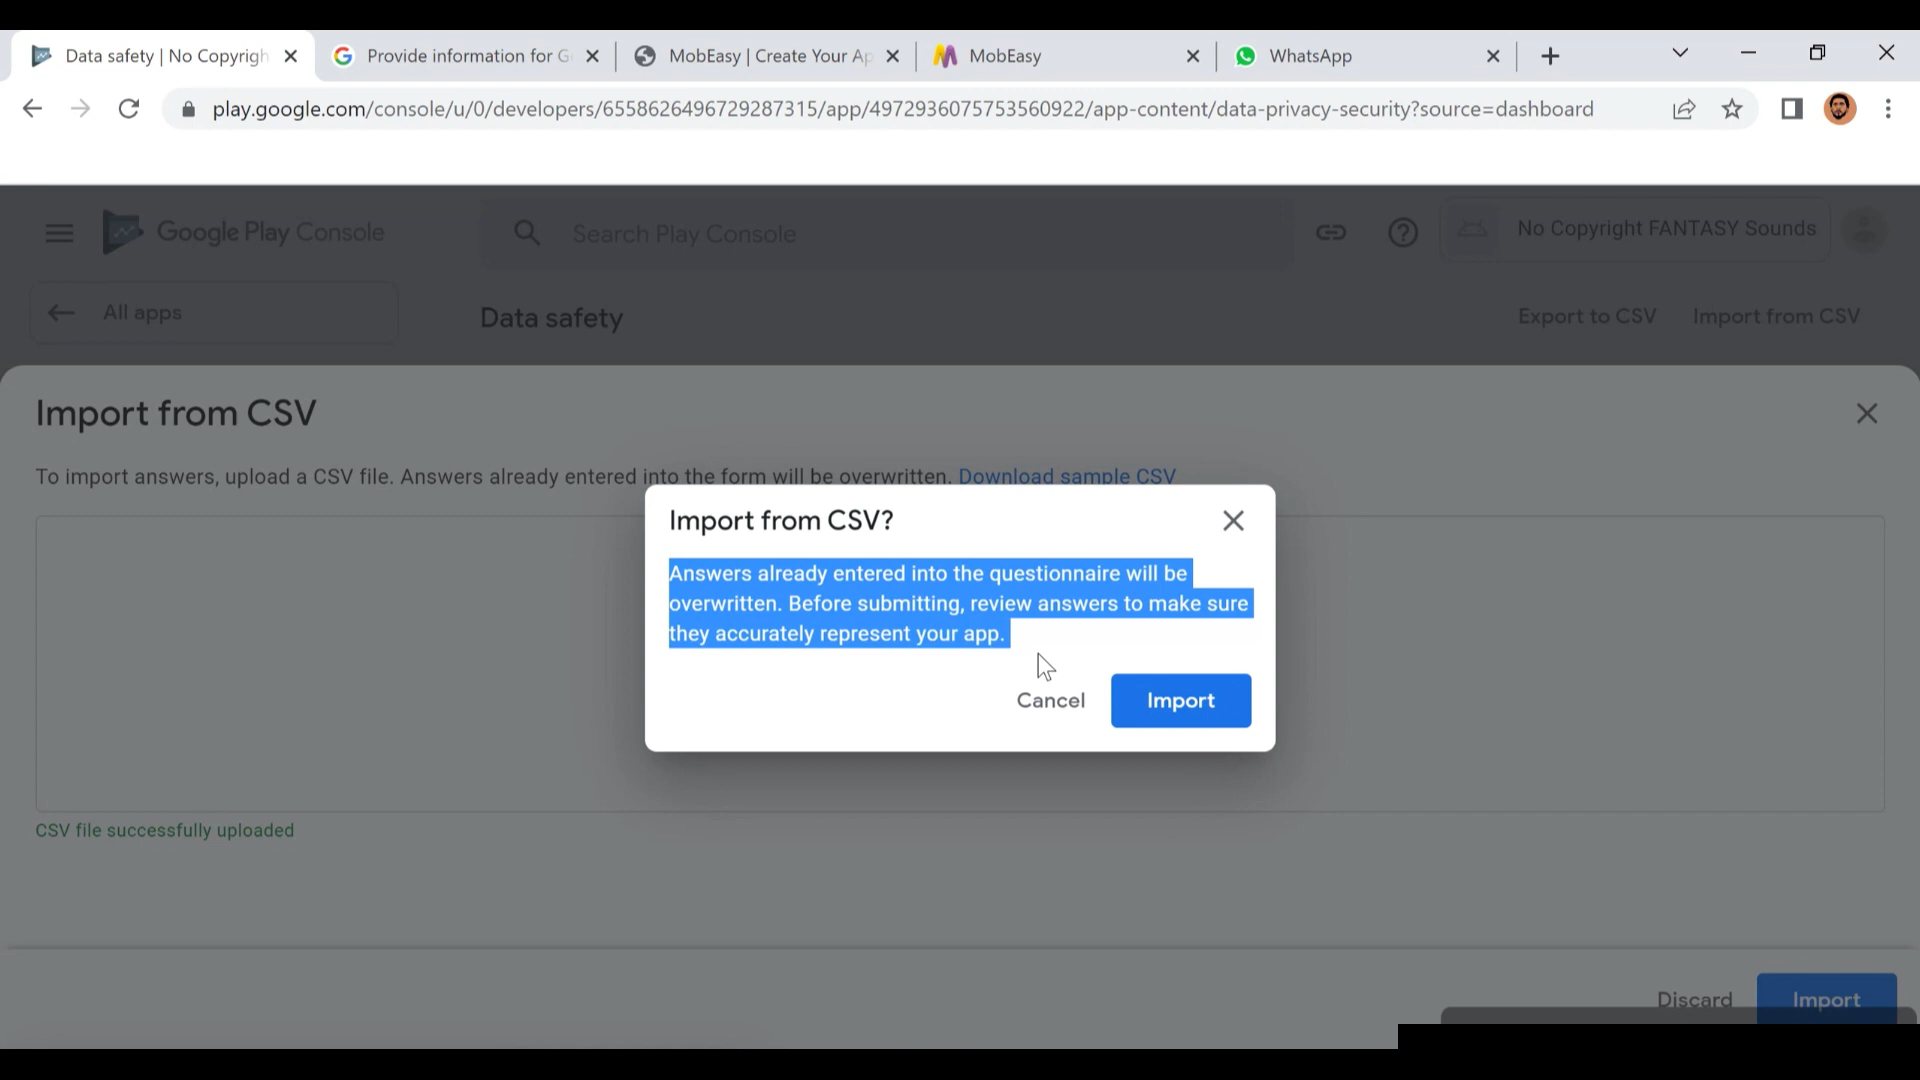 Data safety | No Copyrigh
Provide information for G
MobEasy | Create Your Ap
MobEasy
WhatsApp
play.google.com/console/u/0/developers/6558626496729287315/app/4972936075753560922/app-content/data-privacy-security?source=dashboard
Google Play Console
Search Play Console
No Copyright FANTASY Sounds
All apps
Data safety
Export to CSV
Import from CSV
Import from CSV
To import answers, upload a CSV file. Answers already entered into the form will be overwritten. Download sample CSV
Import from CSV?
Answers already entered into the questionnaire will be
overwritten. Before submitting, review answers to make sure
they accurately represent your app.
Cancel
Import
CSV file successfully uploaded
Discard
Import